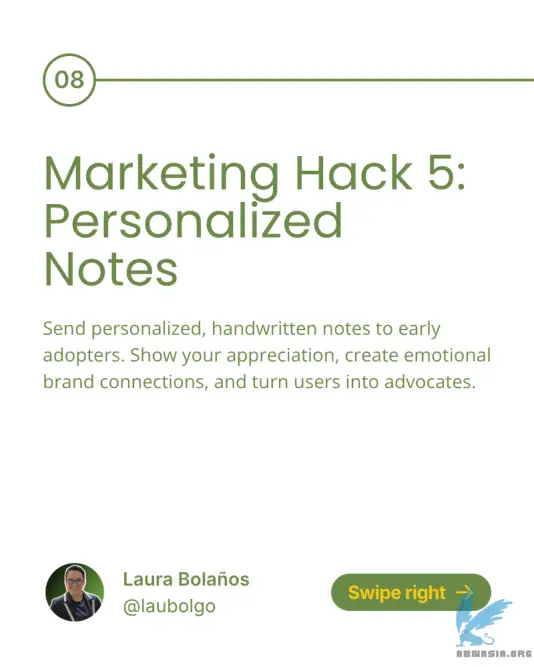 08
Marketing Hack 5:
Personalized
Notes
Send personalized, handwritten notes to early
adopters. Show your appreciation, create emotional
brand connections, and turn users into advocates.
Laura Bolaños
@laubolgo
Swipe right →
ABNASIA.ORG